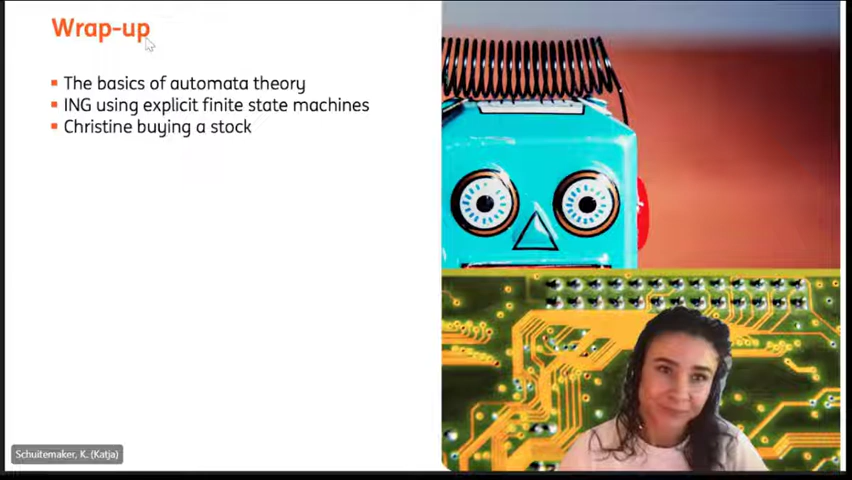 Wrap-up
▪ The basics of automata theory
▪ ING using explicit finite state machines
▪ Christine buying a stock
Schuitemaker, K. (Katja)